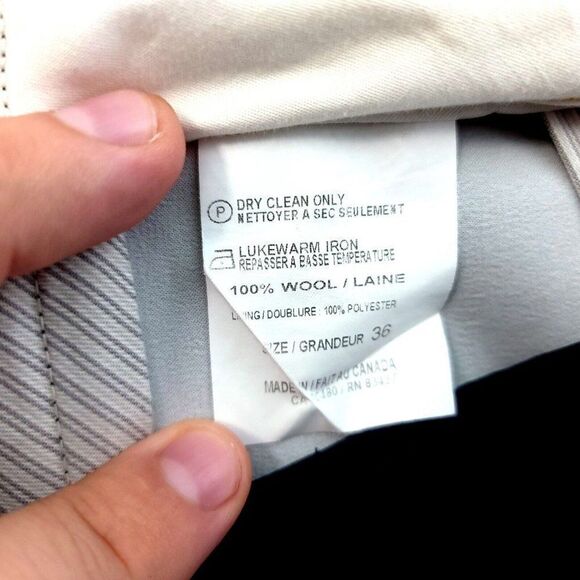 P
DRY CLEAN ONLY
NETTOYER A SEC SEULEMENT
LUKEWARM IRON
REPASSER A BASSE TEMPERATURE
100% WOOL / LAINE
LINING / DOUBLURE : 100% POLYESTER
SIZE / GRANDEUR 36
MADE IN / FAIT AU CANADA
RN